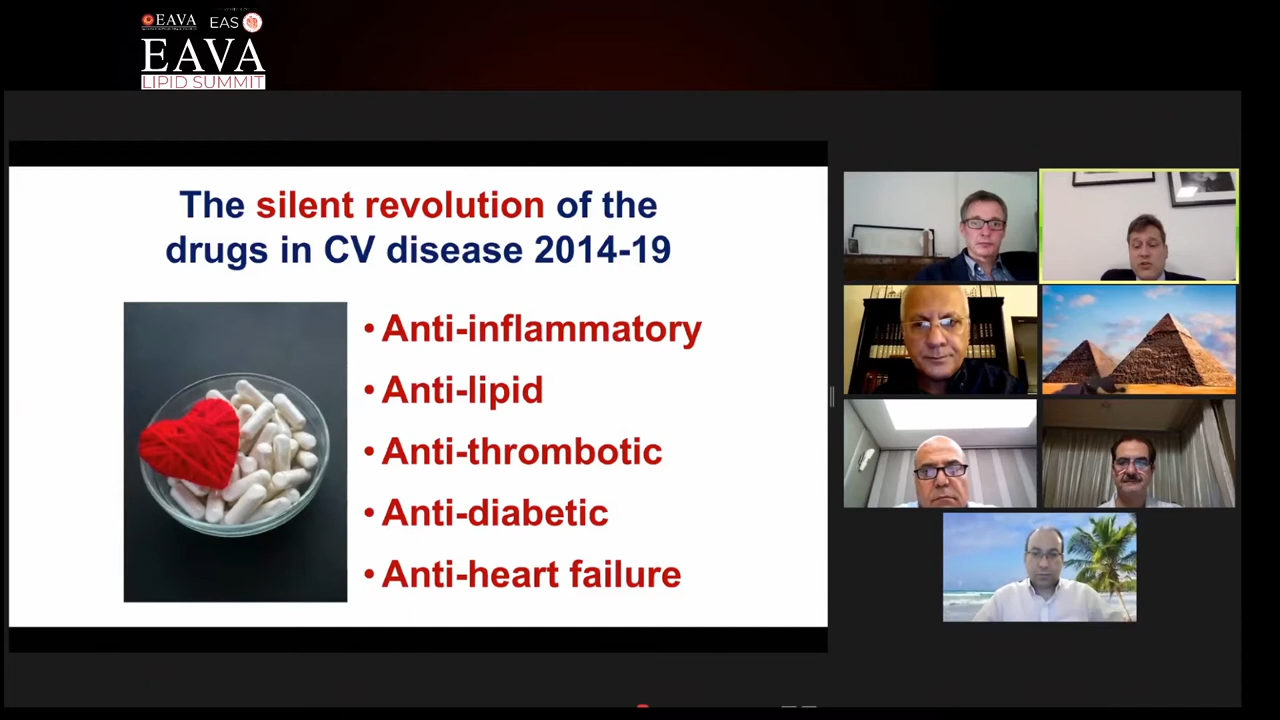 EAVA
EAS
EAVA
LIPID SUMMIT
The silent revolution of the
drugs in CV disease 2014-19
• Anti-inflammatory
• Anti-lipid
• Anti-thrombotic
• Anti-diabetic
• Anti-heart failure